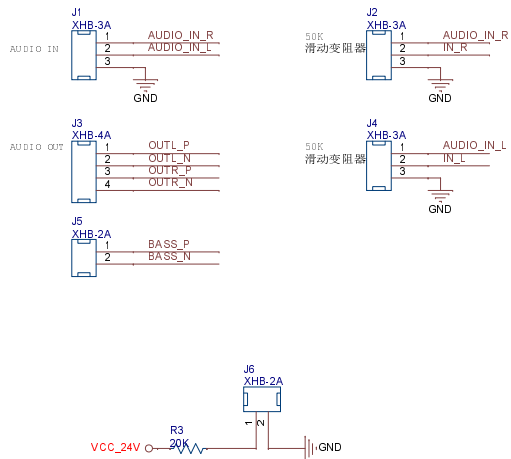 J1
XHB-3A
AUDIO IN
1 AUDIO_IN_R
2 AUDIO_IN_L
3
GND
J2
XHB-3A
50K
滑动变阻器
1 AUDIO_IN_R
2 IN_R
3
GND
J3
XHB-4A
AUDIO OUT
1 OUTL_P
2 OUTL_N
3 OUTR_P
4 OUTR_N
J4
XHB-3A
50K
滑动变阻器
1 AUDIO_IN_L
2 IN_L
3
GND
J5
XHB-2A
1 BASS_P
2 BASS_N
J6
XHB-2A
1 2
R3
20K
VCC_24V
GND